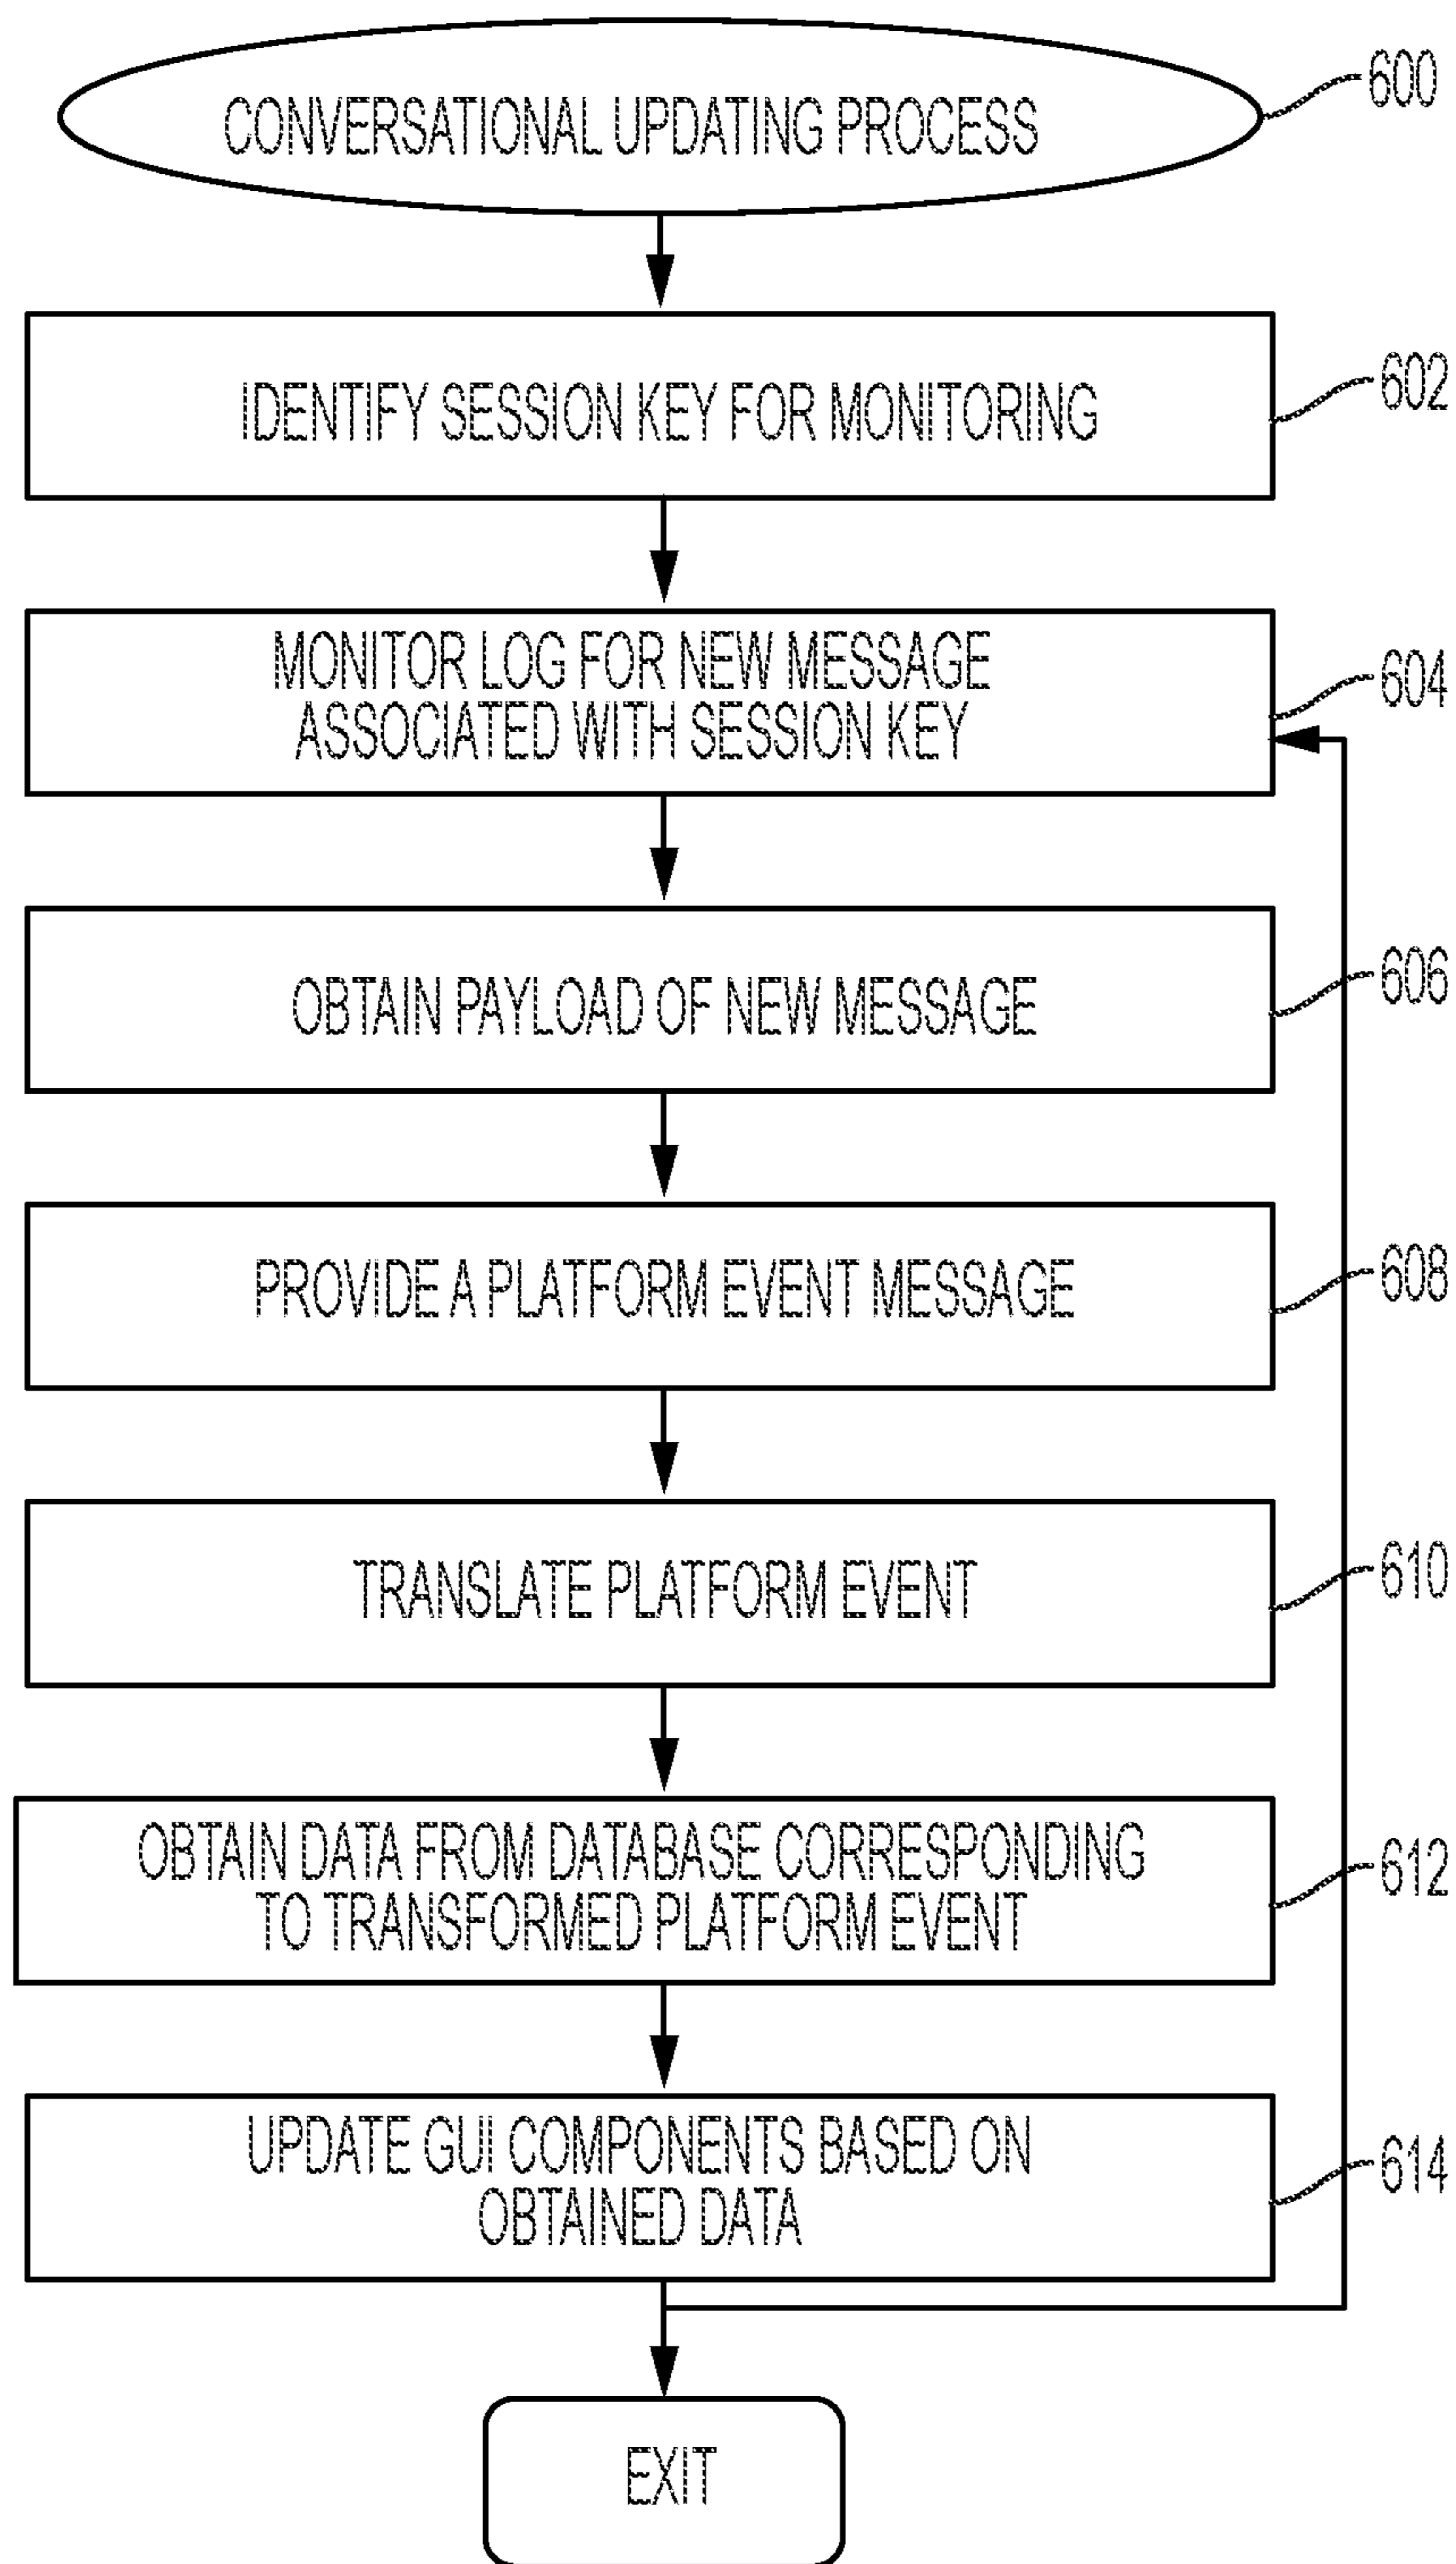 CONVERSATIONAL UPDATING PROCESS
600
IDENTIFY SESSION KEY FOR MONITORING
602
MONITOR LOG FOR NEW MESSAGE
ASSOCIATED WITH SESSION KEY
604
OBTAIN PAYLOAD OF NEW MESSAGE
606
PROVIDE A PLATFORM EVENT MESSAGE
608
TRANSLATE PLATFORM EVENT
610
OBTAIN DATA FROM DATABASE CORRESPONDING
TO TRANSFORMED PLATFORM EVENT
612
UPDATE GUI COMPONENTS BASED ON
OBTAINED DATA
614
EXIT